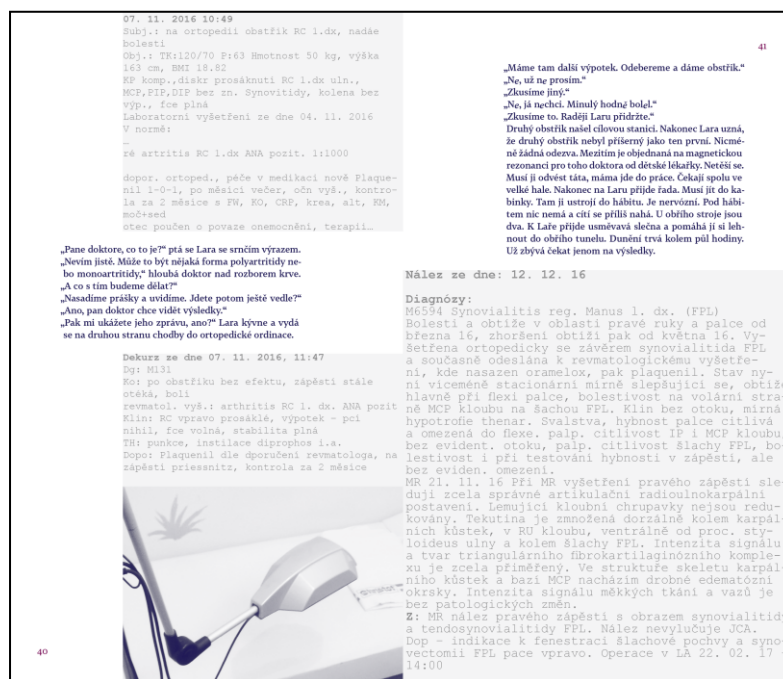 07. 11. 2016 10:49
Subj.: na ortopedii obstřik RC 1.dx, nadáe
bolesti
Obj.: TK:120/70 P:63 Hmotnost 50 kg, výška
163 cm, BMI 18.82
KP komp.,diskr prosáknutí RC 1.dx uln.,
MCP,PIP,DIP bez zn. Synovitidy, kolena bez
výp., fce plná
Laboratorní vyšetření ze dne 04. 11. 2016
V normě:
…
ré artritis RC 1.dx ANA pozit. 1:1000
dopor. ortoped., péče v medikaci nově Plaque-
nil 1-0-1, po měsíci večer, očn vyš., kontro-
la za 2 měsíce s FW, KO, CRP, krea, alt, KM,
moč+sed
otec poučen o povaze onemocnění, terapii…
„Pane doktore, co to je?“ ptá se Lara se srnčím výrazem.
„Nevím jistě. Může to být nějaká forma polyartritidy ne-
bo monoartritidy,“ hloubá doktor nad rozborem krve.
„A co s tím budeme dělat?“
„Nasadíme prášky a uvidíme. Jdete potom ještě vedle?“
„Ano, pan doktor chce vidět výsledky.“
„Pak mi ukážete jeho zprávu, ano?“ Lara kývne a vydá
se na druhou stranu chodby do ortopedické ordinace.
Dekurz ze dne 07. 11. 2016, 11:47
Dg: M131
Ko: po obstřiku bez efektu, zápěstí stále
otéká, bolí
revmatol. vyš.: arthritis RC l. dx. ANA pozit
Klin: RC vpravo prosáklé, výpotek - pci
nihil, fce volná, stabilita plná
TH: punkce, instilace diprophos i.a.
Dopo: Plaquenil dle dporučení revmatologa, na
zápěstí priessnitz, kontrola za 2 měsíce
40
41
„Máme tam další výpotek. Odebereme a dáme obstřik.“
„Ne, už ne prosím.“
„Zkusíme jiný.“
„Ne, já nechci. Minulý hodně bolel.“
„Zkusíme to. Raději Laru přidržte.“
Druhý obstřik našel cílovou stanici. Nakonec Lara uzná,
že druhý obstřik nebyl příšerný jako ten první. Nicmé-
ně žádná odezva. Mezitím je objednaná na magnetickou
rezonanci pro toho doktora od dětské lékařky. Netěší se.
Musí ji odvést táta, máma jde do práce. Čekají spolu ve
velké hale. Nakonec na Laru přijde řada. Musí jít do ka-
binky. Tam ji ustrojí do hábitu. Je nervózní. Pod hábi-
tem nic nemá a cítí se příliš nahá. U obřího stroje jsou
dva. K Laře přijde usměvavá slečna a pomáhá jí si leh-
nout do obřího tunelu. Dunění trvá kolem půl hodiny.
Už zbývá čekat jenom na výsledky.
Nález ze dne: 12. 12. 16
Diagnózy:
M6594 Synovialitis reg. Manus l. dx. (FPL)
Bolesti a obtíže v oblasti pravé ruky a palce od
března 16, zhoršení obtíží pak od května 16. Vy-
šetřena ortopedicky se závěrem synovialitida FPL
a současně odeslána k revmatologickému vyšetře-
ní, kde nasazen oramelox, pak plaquenil. Stav ny-
ní víceméně stacionární mírně slepšující se, obtíže
hlavně při flexi palce, bolestivost na volární stra-
ně MCP kloubu na šachou FPL. Klin bez otoku, mírná
hypotrofie thenar. Svalstva, hybnost palce citlivá
a omezená do flexe. palp. citlivost IP i MCP kloubu,
bez evident. otoku, palp. citlivost šlachy FPL, bo-
lestivost i při testování hybnosti v zápěstí, ale
bez eviden. omezení.
MR 21. 11. 16 Při MR vyšetření pravého zápěstí sle-
duji zcela správné artikulační radioulnokarpální
postavení. Lemující kloubní chrupavky nejsou redu-
kovány. Tekutina je zmnožená dorzálně kolem karpál-
ních kůstek, v RU kloubu, ventrálně od proc. sty-
loideus ulny a kolem šlachy FPL. Intenzita signálu
a tvar triangulárního fibrokartilaginózního komple-
xu je zcela přiměřený. Ve struktuře skeletu karpál-
ního kůstek a bazí MCP nacházím drobné edematózní
okrsky. Intenzita signálu měkkých tkání a vazů je
bez patologických změn.
Z: MR nález pravého zápěstí s obrazem synovialitidy
a tendosynovialitidy FPL. Nález nevylučuje JCA.
Dop – indikace k fenestraci šlachové pochvy a syno-
vectomii FPL pace vpravo. Operace v LA 22. 02. 17 -
14:00